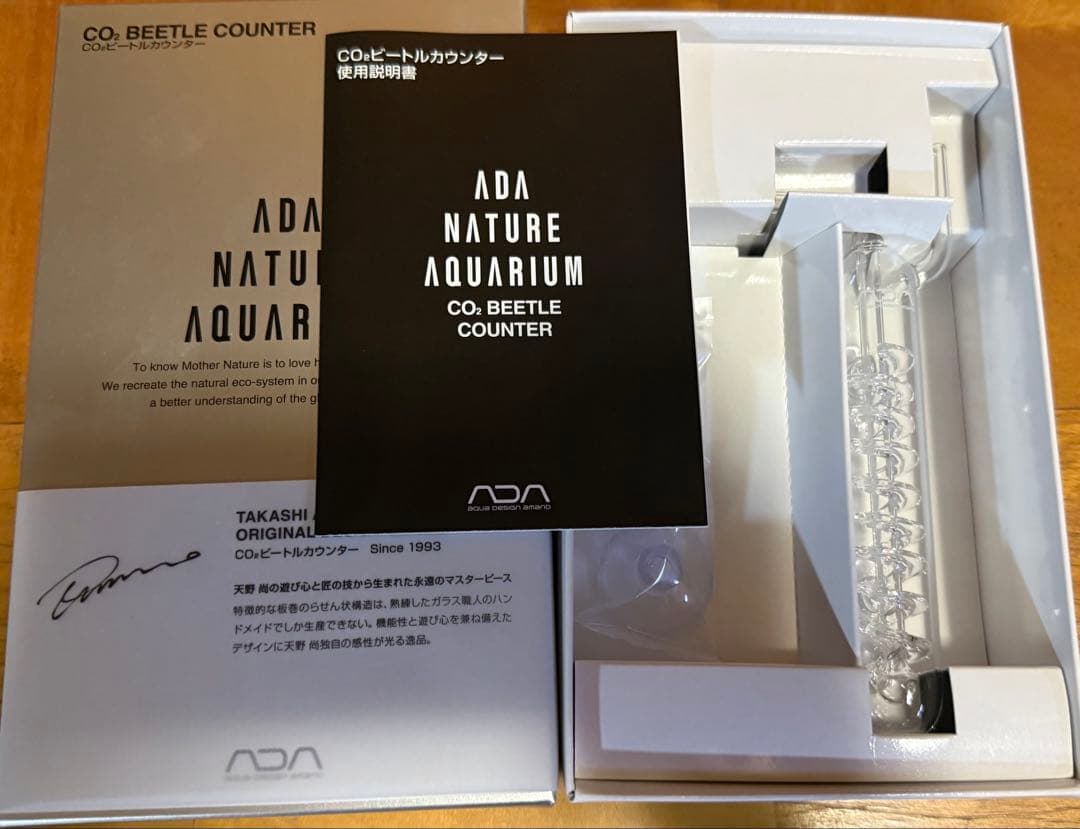 CO₂ BEETLE COUNTER
CO₂ビートルカウンター
ADA
NATU
AQUAR
To know Mother Nature is to love
We recreate the natural eco-system in
a better understanding of the
TAKASHI
ORIGINAL
CO₂ビートルカウンター Since 1993
天野 尚の遊び心と匠の技から生まれた永遠のマスターピース
特徴的な板巻のらせん状構造は、熟練したガラス職人のハン
ドメイドでしか生産できない。機能性と遊び心を兼ね備えた
デザインに天野 尚独自の感性が光る逸品。
ADA
aqua design amano
CO₂ビートルカウンター
使用説明書
ADA
NATURE
AQUARIUM
CO₂ BEETLE
COUNTER
ADA
aqua design amano